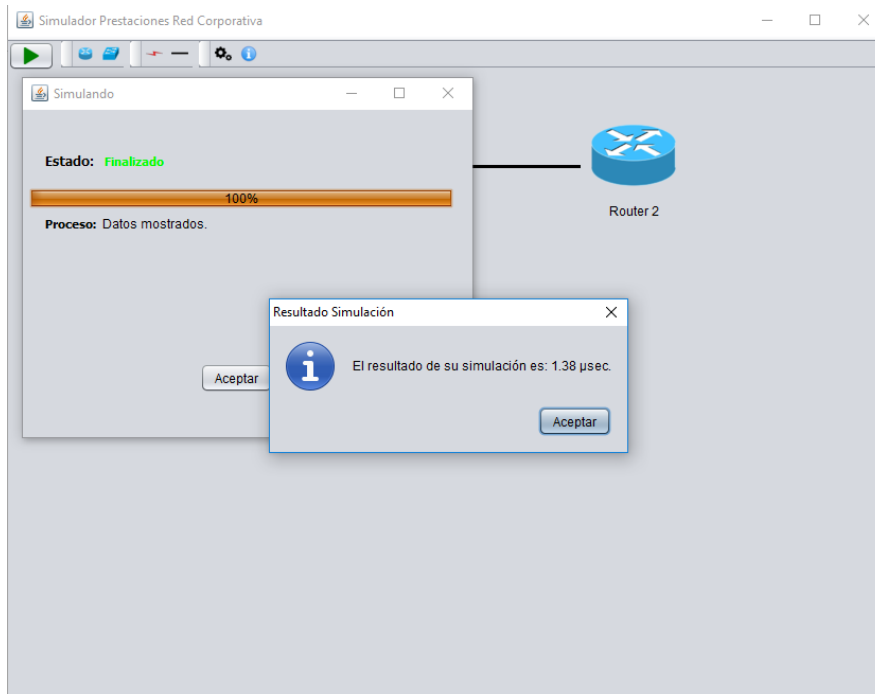 Simulador Prestaciones Red Corporativa
Simulando
Estado: Finalizado
100%
Proceso: Datos mostrados.
Router 2
Resultado Simulación
El resultado de su simulación es: 1.38 µsec.
Aceptar
Aceptar